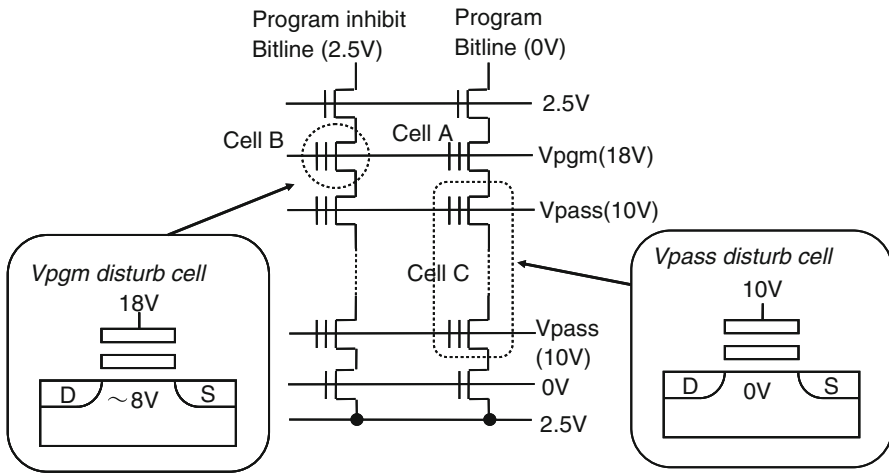 Program inhibit
Bitline (2.5V)
Program
Bitline (0V)
2.5V
Cell B
Cell A
Vpgm(18V)
Vpass(10V)
Cell C
Vpass
(10V)
0V
2.5V
Vpgm disturb cell
18V
D
～8V
S
Vpass disturb cell
10V
D
0V
S